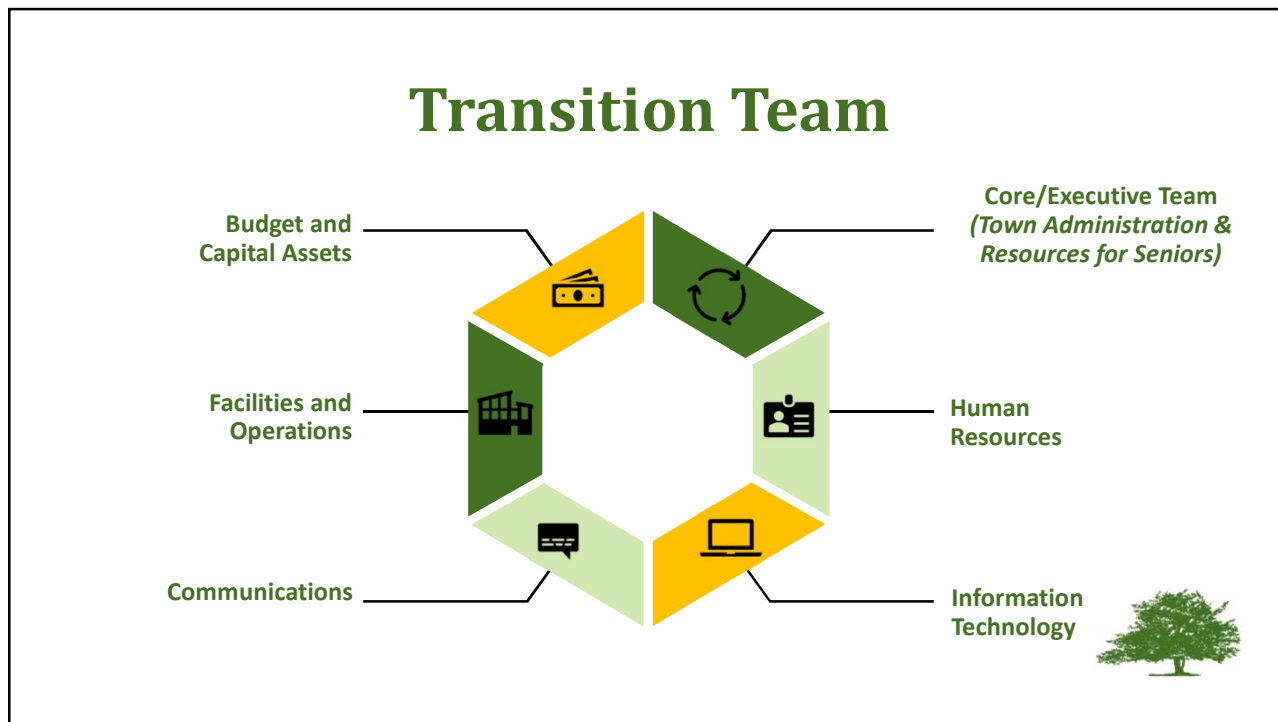 Transition Team
Budget and
Capital Assets
Core/Executive Team
(Town Administration &
Resources for Seniors)
Facilities and
Operations
Human
Resources
Communications
Information
Technology